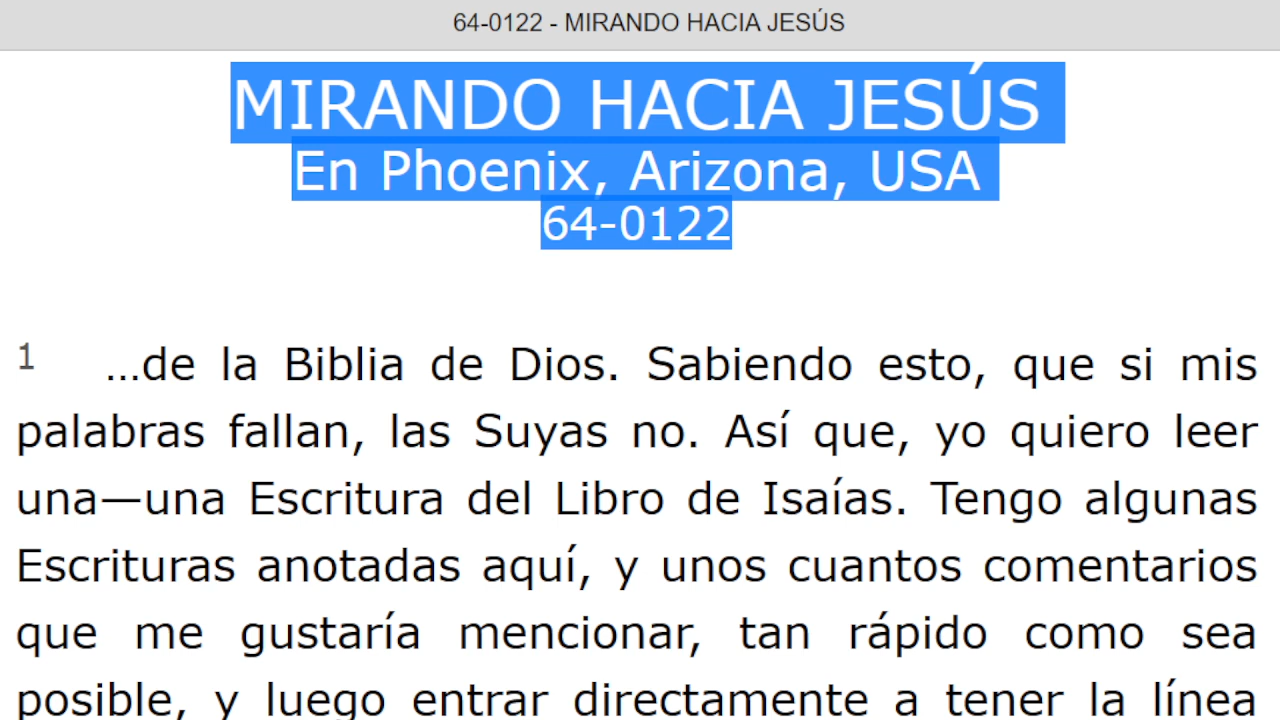 64-0122 - MIRANDO HACIA JESÚS
MIRANDO HACIA JESÚS
En Phoenix, Arizona, USA
64-0122
1 …de la Biblia de Dios. Sabiendo esto, que si mis
palabras fallan, las Suyas no. Así que, yo quiero leer
una—una Escritura del Libro de Isaías. Tengo algunas
Escrituras anotadas aquí, y unos cuantos comentarios
que me gustaría mencionar, tan rápido como sea
posible, y luego entrar directamente a tener la línea